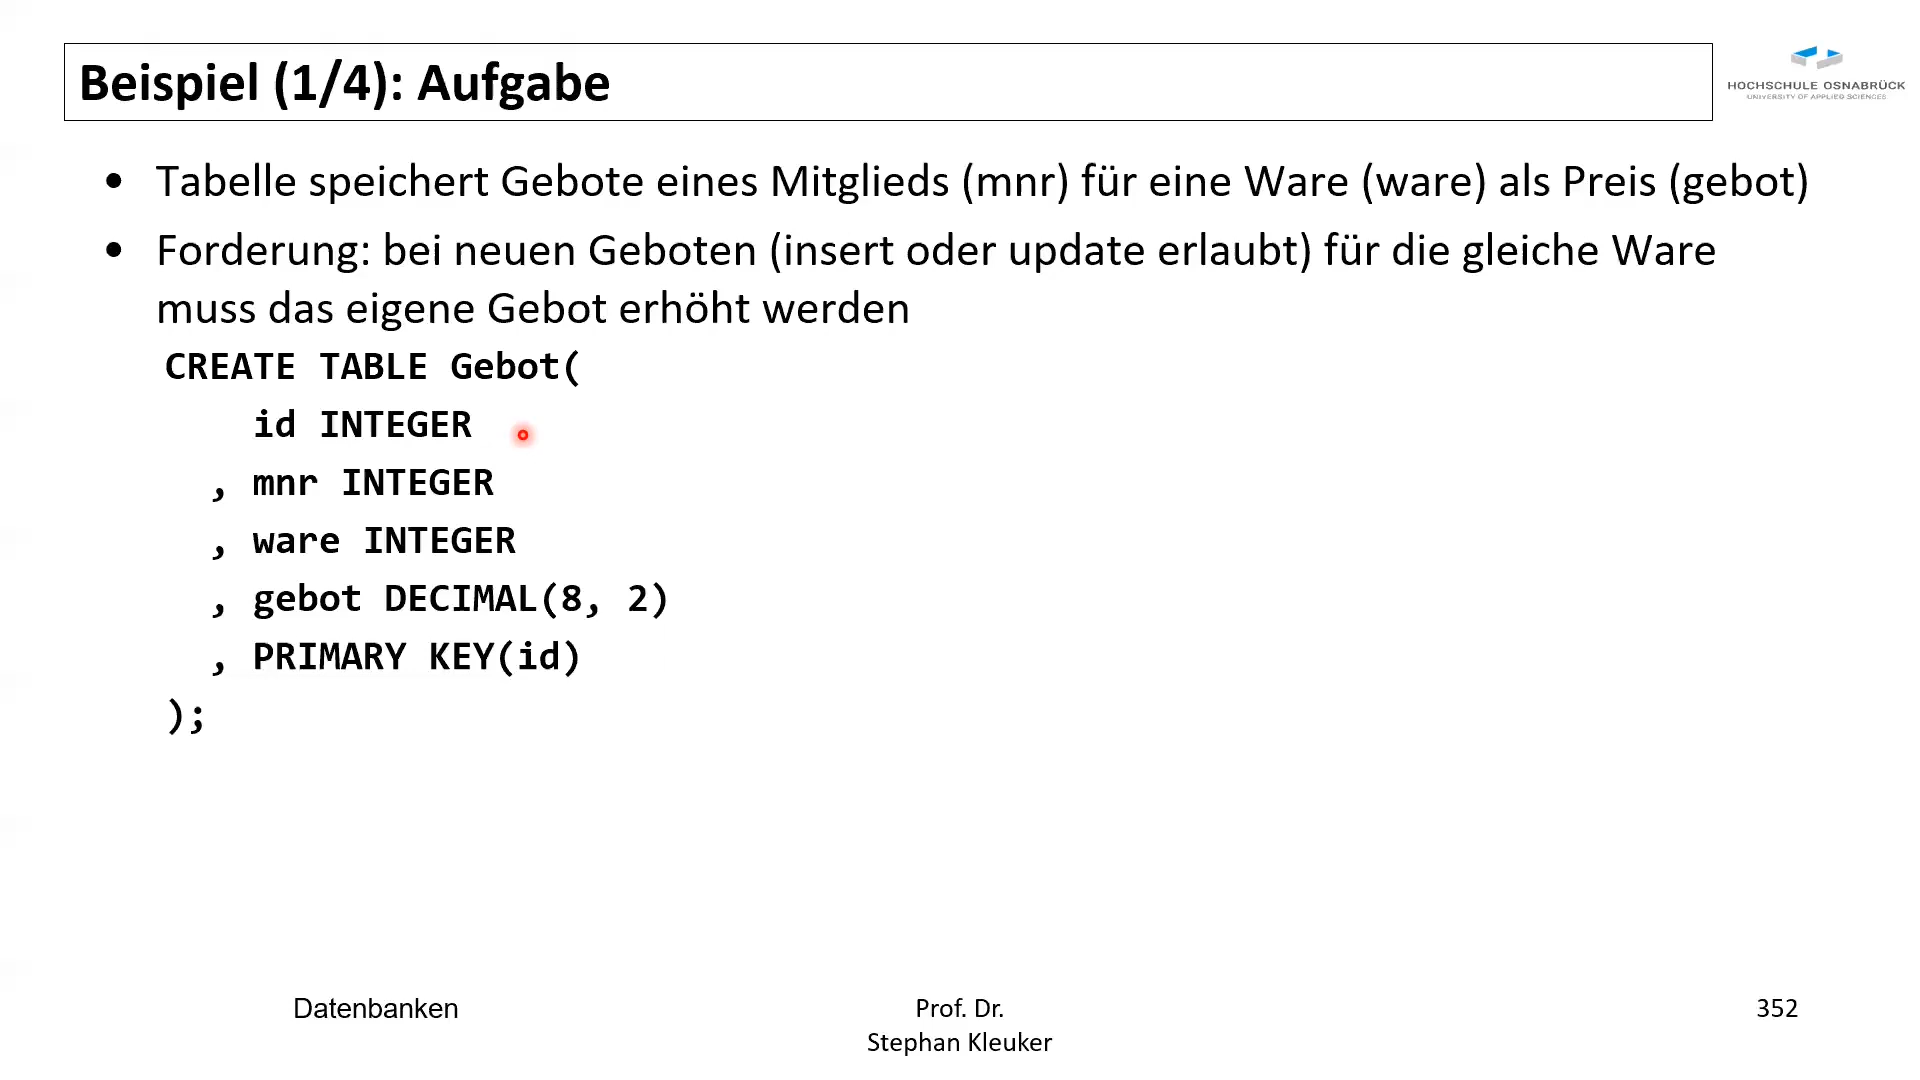 Beispiel (1/4): Aufgabe
HOCHSCHULE OSNABRÜCK
UNIVERSITY OF APPLIED SCIENCES
• Tabelle speichert Gebote eines Mitglieds (mnr) für eine Ware (ware) als Preis (gebot)
• Forderung: bei neuen Geboten (insert oder update erlaubt) für die gleiche Ware
muss das eigene Gebot erhöht werden
CREATE TABLE Gebot(
id INTEGER
, mnr INTEGER
, ware INTEGER
, gebot DECIMAL(8, 2)
, PRIMARY KEY(id)
);
Datenbanken
Prof. Dr.
Stephan Kleuker
352